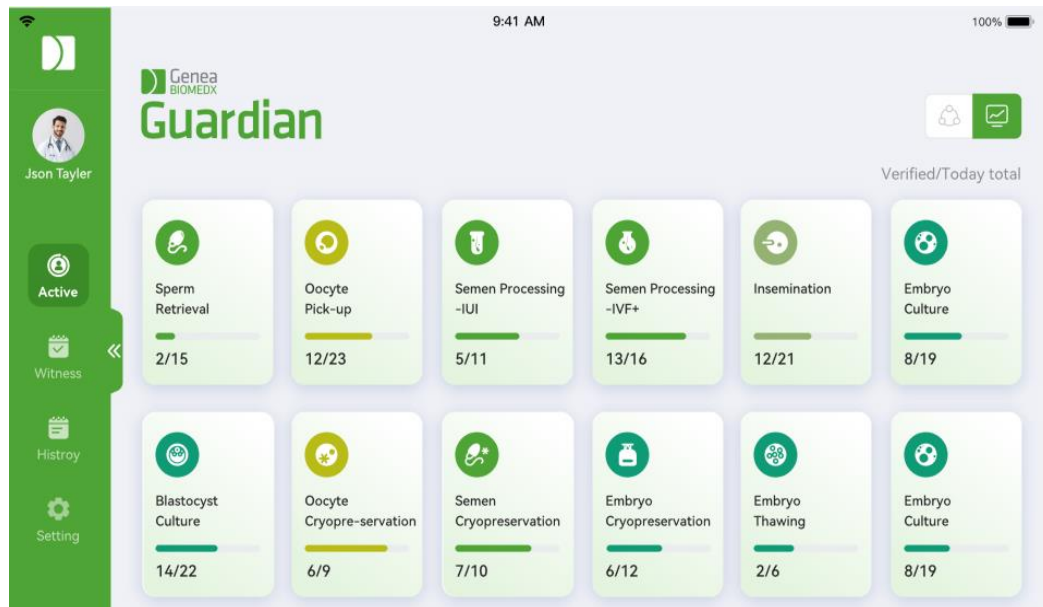 9:41 AM
100%
Genea
BIOMEDX
Guardian
Json Tayler
Verified/Today total
Active
Witness
Histroy
Setting
Sperm
Retrieval
2/15
Oocyte
Pick-up
12/23
Semen Processing
-IUI
5/11
Semen Processing
-IVF+
13/16
Insemination
12/21
Embryo
Culture
8/19
Blastocyst
Culture
14/22
Oocyte
Cryopre-servation
6/9
Semen
Cryopreservation
7/10
Embryo
Cryopreservation
6/12
Embryo
Thawing
2/6
Embryo
Culture
8/19